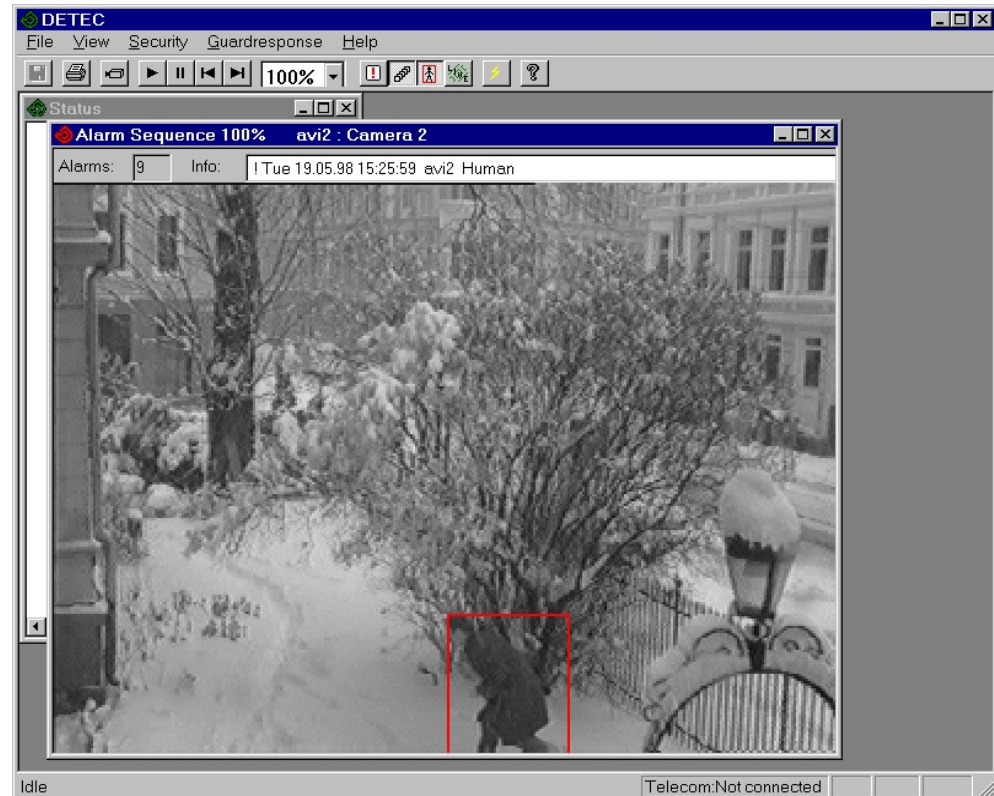 DETEC
File View Security Guardresponse Help
100%
Status
Alarm Sequence 100% avi2 : Camera 2
Alarms: 9 Info: ! Tue 19.05.98 15:25:59 avi2 Human
Idle Telecom:Not connected